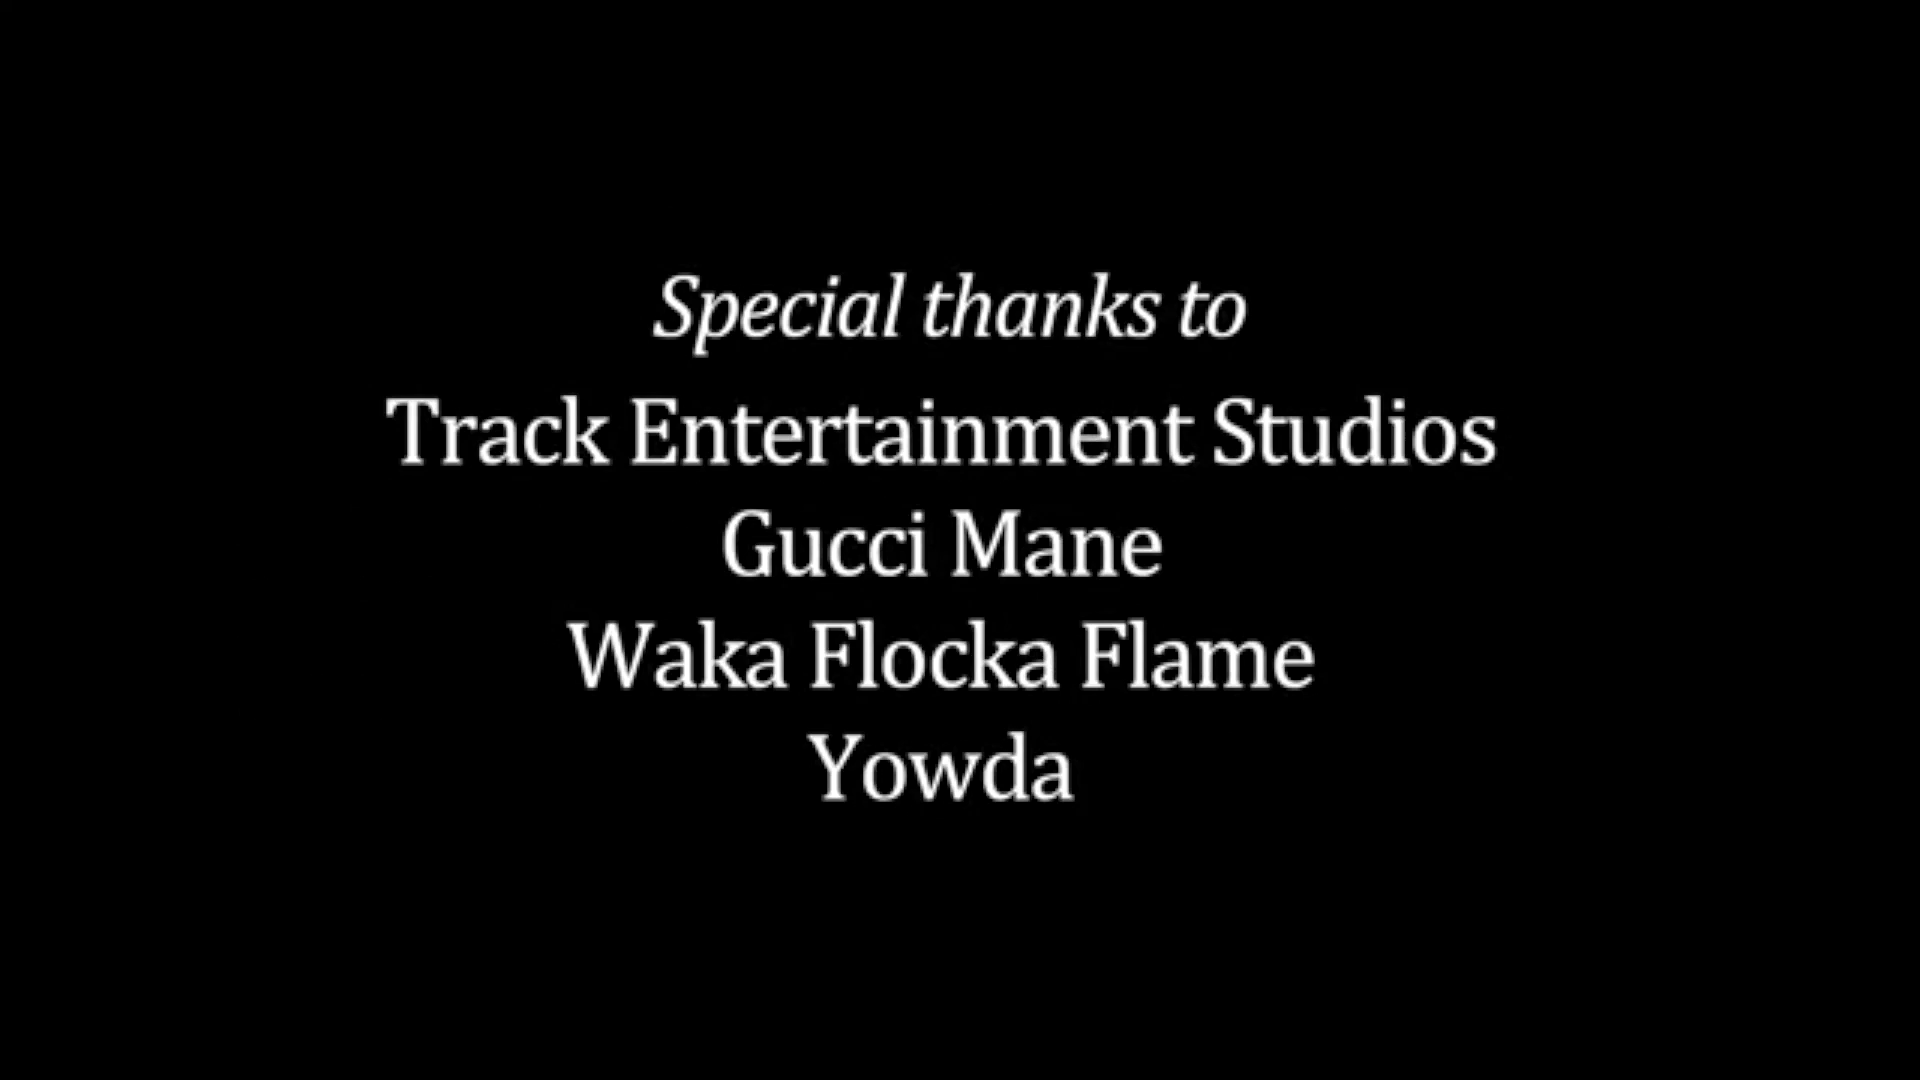 Special thanks to
Track Entertainment Studios
Gucci Mane
Waka Flocka Flame
Yowda